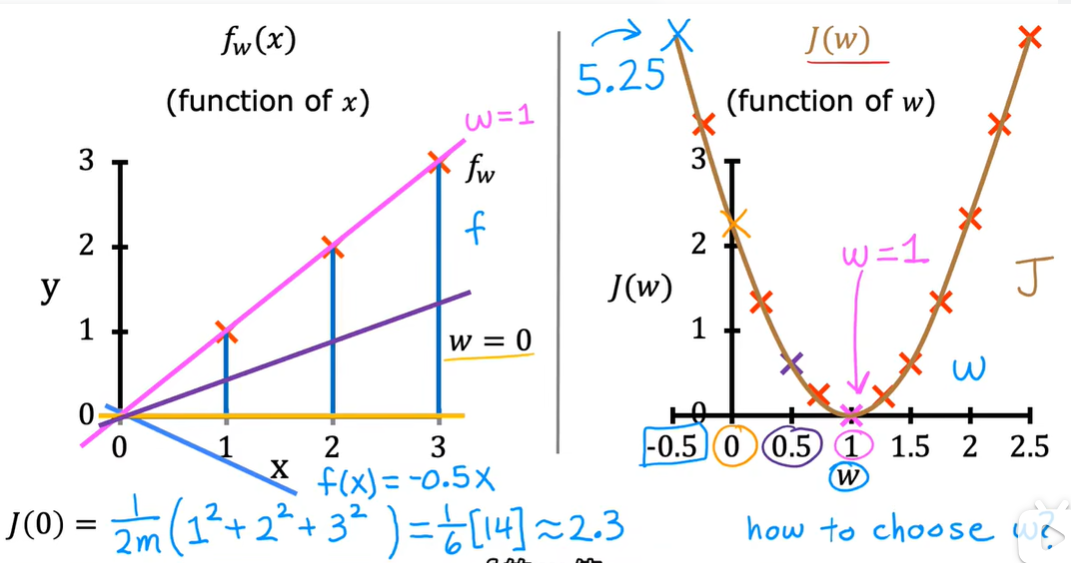 f_w(x)
(function of x)
w=1
3
f_w
2
f
y
1
w = 0
0
0 1 2 3
x
f(x)=-0.5x
J(0) = \frac{1}{2m}(1²+2²+3²)=\frac{1}{6}[14]≈2.3
5.25
J(w)
(function of w)
3
2
w=1
J(w)
J
1
w
0
-0.5 0 0.5 1 1.5 2 2.5
w
how to choose w?